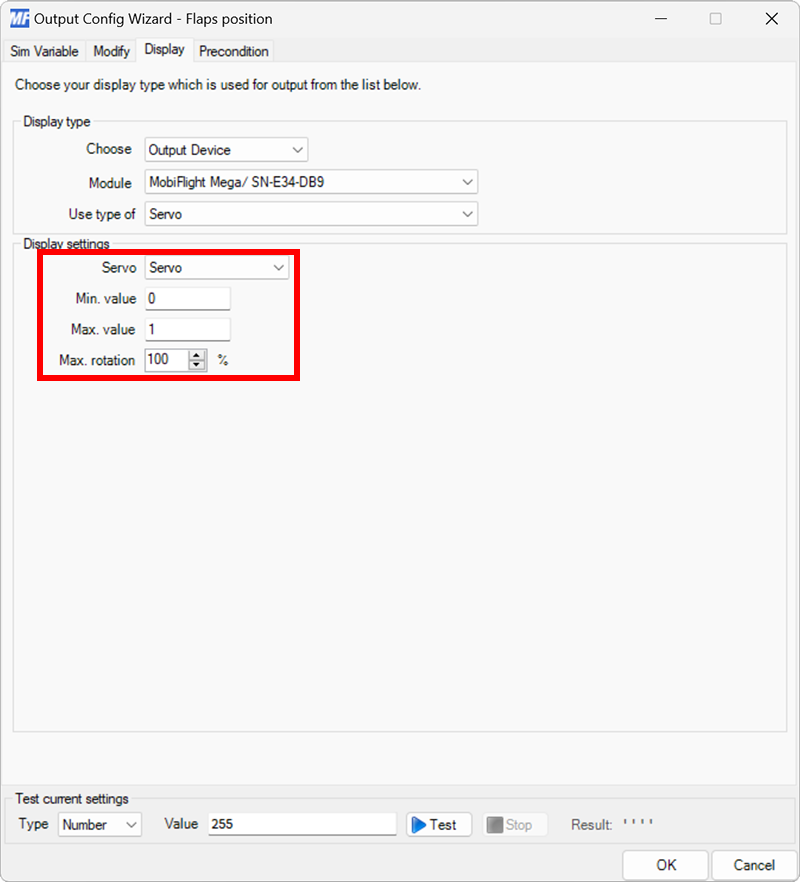 MF Output Config Wizard - Flaps position
Sim Variable Modify Display Precondition
Choose your display type which is used for output from the list below.
Display type
Choose Output Device
Module MobiFlight Mega/ SN-E34-DB9
Use type of Servo
Display settings
Servo Servo
Min. value 0
Max. value 1
Max. rotation 100 %
Test current settings
Type Number Value 255 Test Stop Result: ' ' ' '
OK Cancel